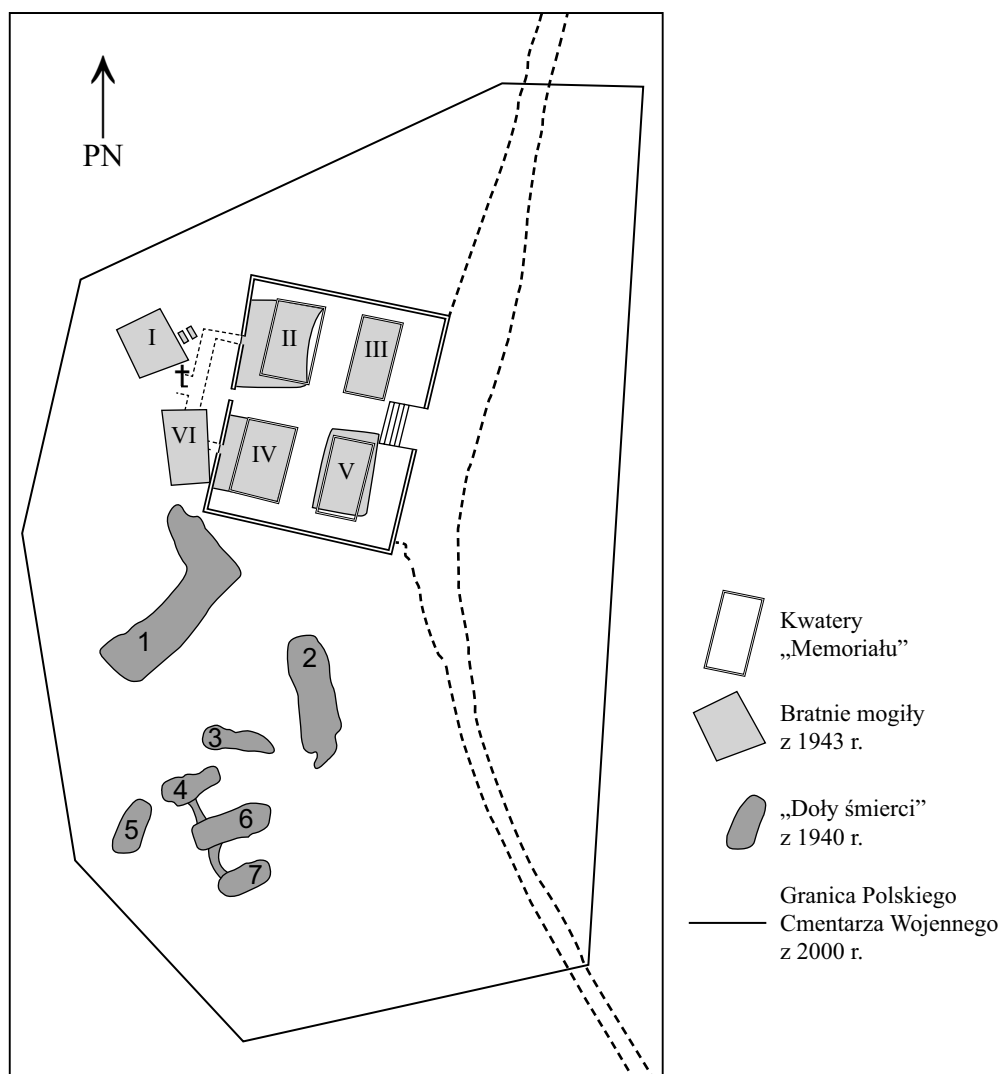 PN
I
II
III
VI
IV
V
1
2
3
4
5
6
7
Kwatery
„Memoriału”
Bratnie mogiły
z 1943 r.
„Doły śmierci”
z 1940 r.
Granica Polskiego
Cmentarza Wojennego
z 2000 r.